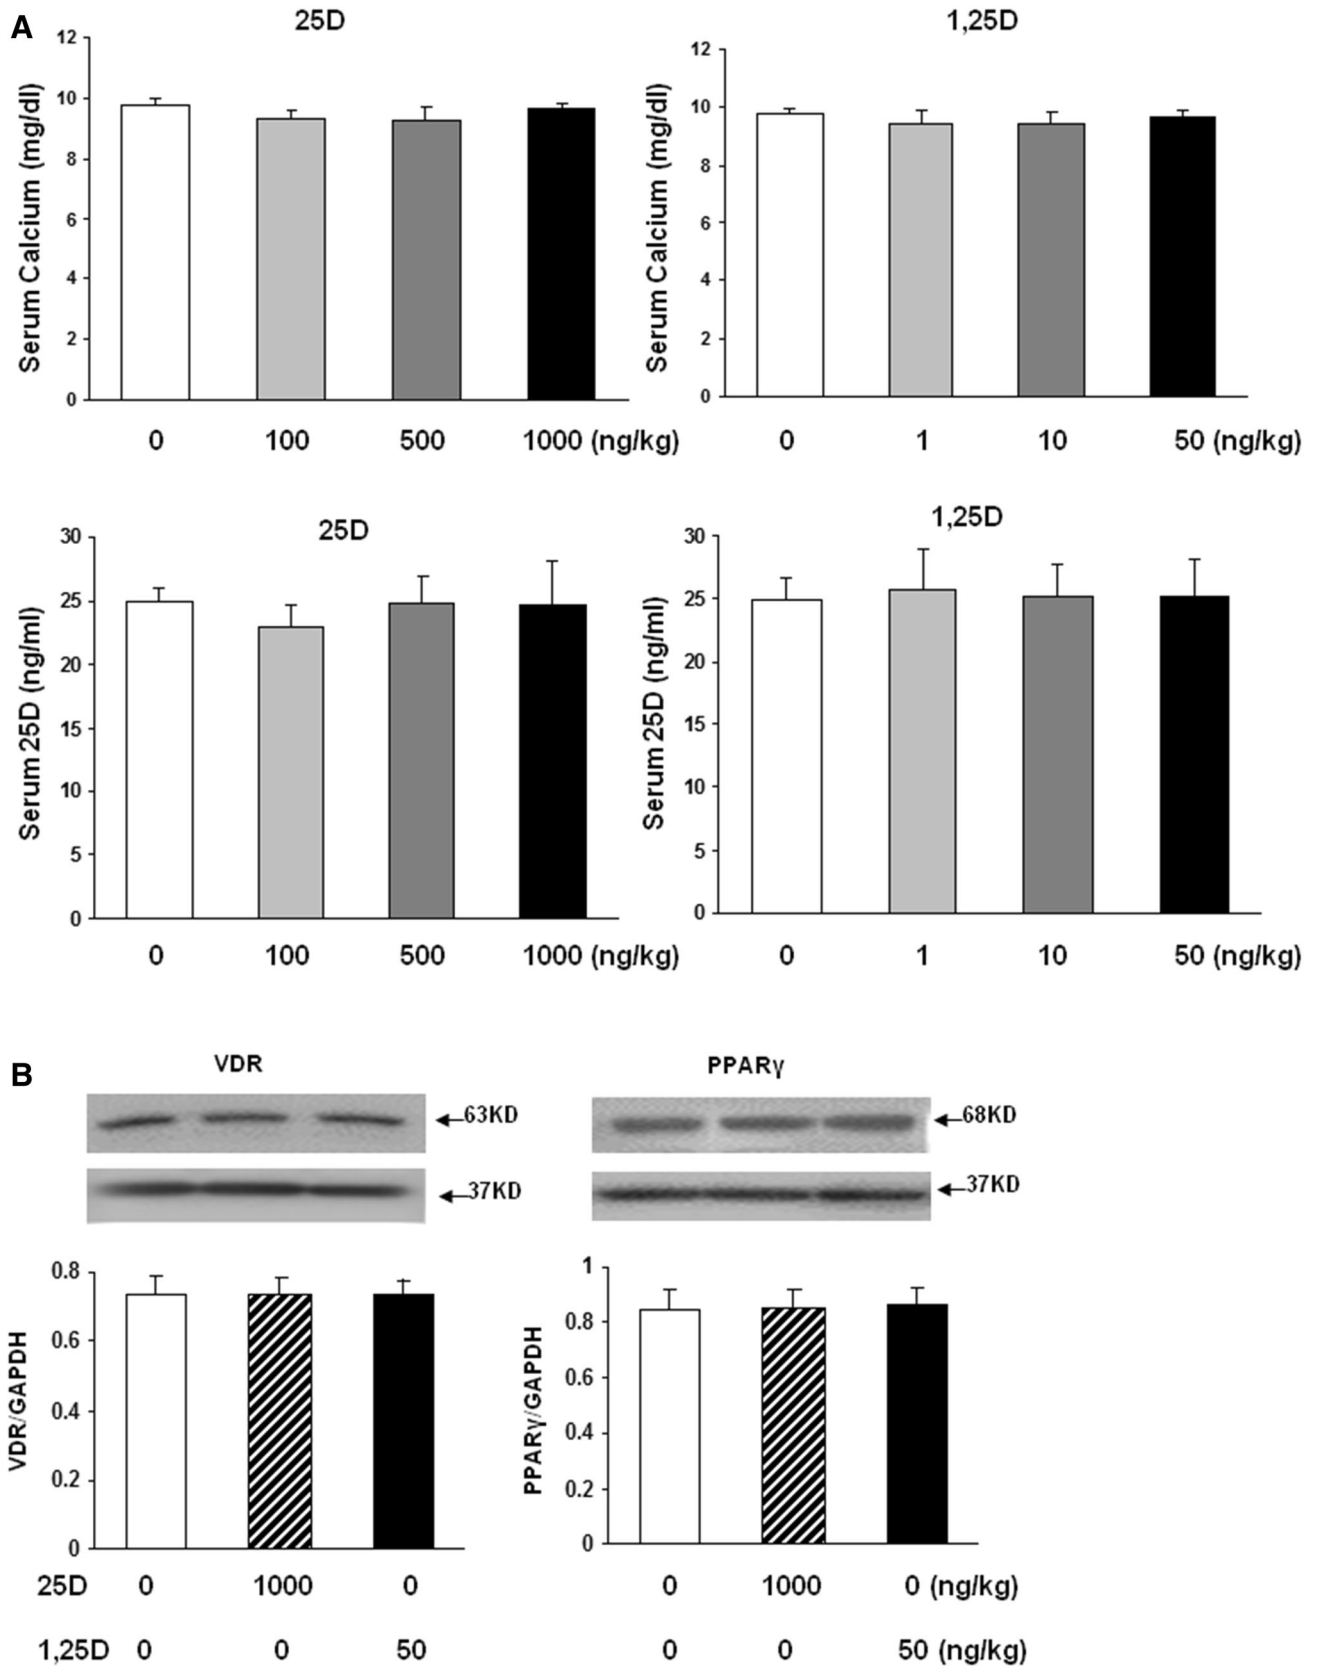 A
25D
1,25D
Serum Calcium (mg/dl)
12
10
8
6
4
2
0
0 100 500 1000 (ng/kg)
Serum Calcium (mg/dl)
12
10
8
6
4
2
0
0 1 10 50 (ng/kg)
25D
Serum 25D (ng/ml)
30
25
20
15
10
5
0
0 100 500 1000 (ng/kg)
1,25D
Serum 25D (ng/ml)
30
25
20
15
10
5
0
0 1 10 50 (ng/kg)
B
VDR
63KD
37KD
PPARγ
68KD
37KD
VDR/GAPDH
0.8
0.6
0.4
0.2
0
PPARγ/GAPDH
1
0.8
0.6
0.4
0.2
0
25D 0 1000 0 0 1000 0 (ng/kg)
1,25D 0 0 50 0 0 50 (ng/kg)